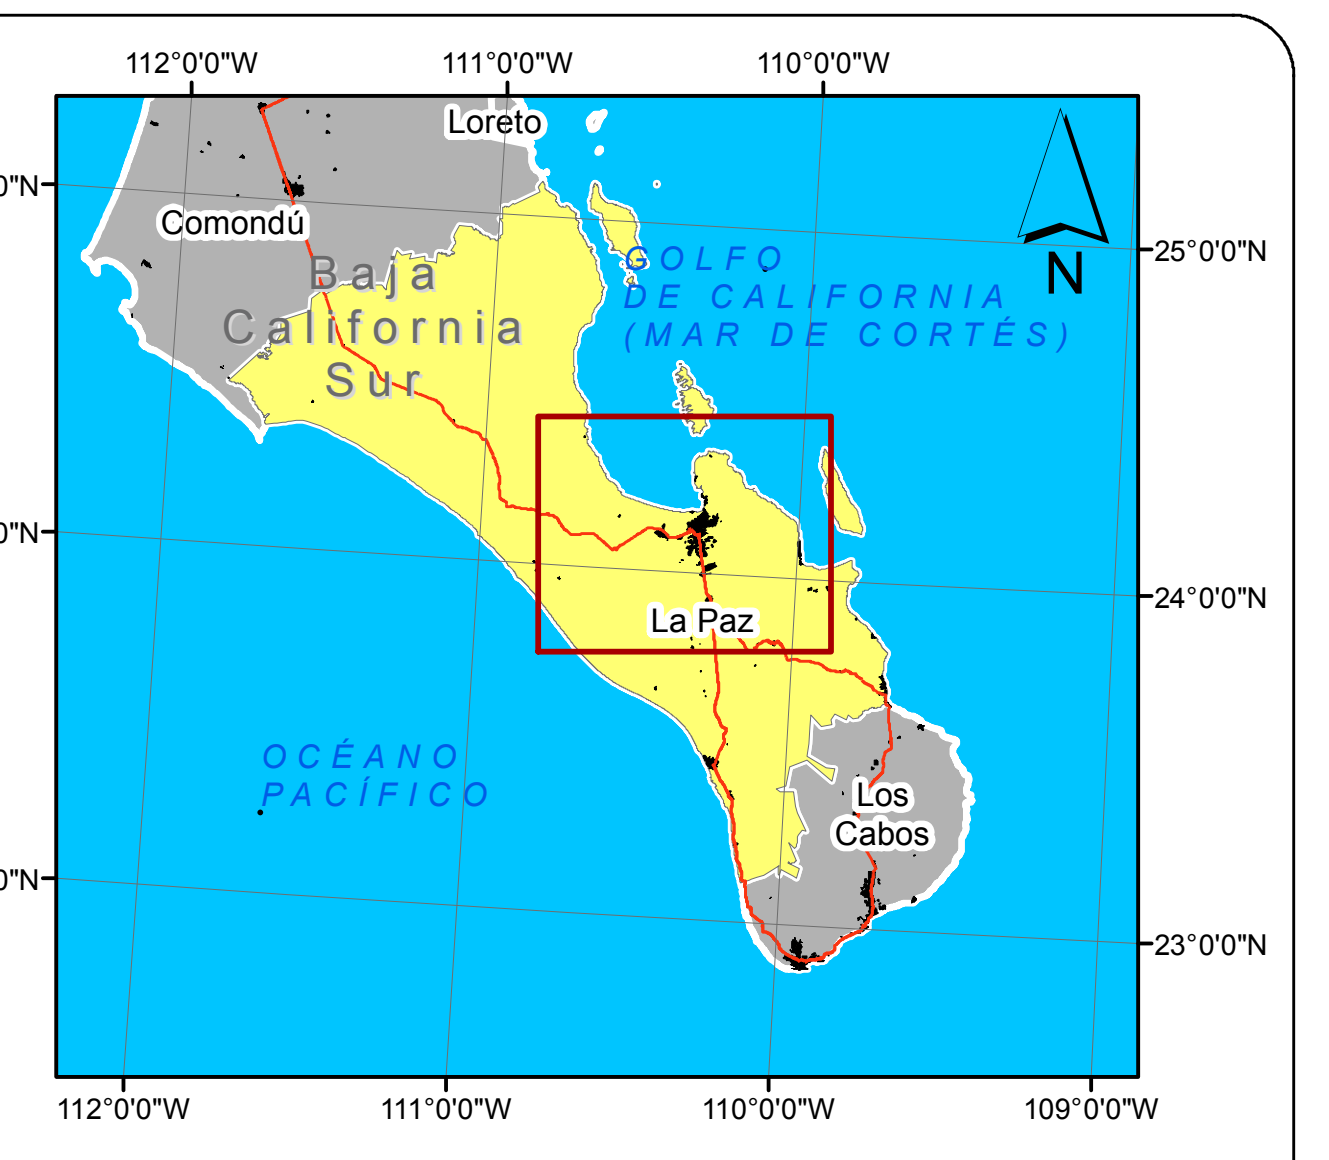 112°0'0"W 111°0'0"W 110°0'0"W
Loreto
0"N
Comondú
25°0'0"N
N
Baja
California
Sur
GOLFO
DE CALIFORNIA
(MAR DE CORTÉS)
0"N
24°0'0"N
La Paz
OCÉANO
PACÍFICO
Los
Cabos
0"N
23°0'0"N
112°0'0"W 111°0'0"W 110°0'0"W 109°0'0"W